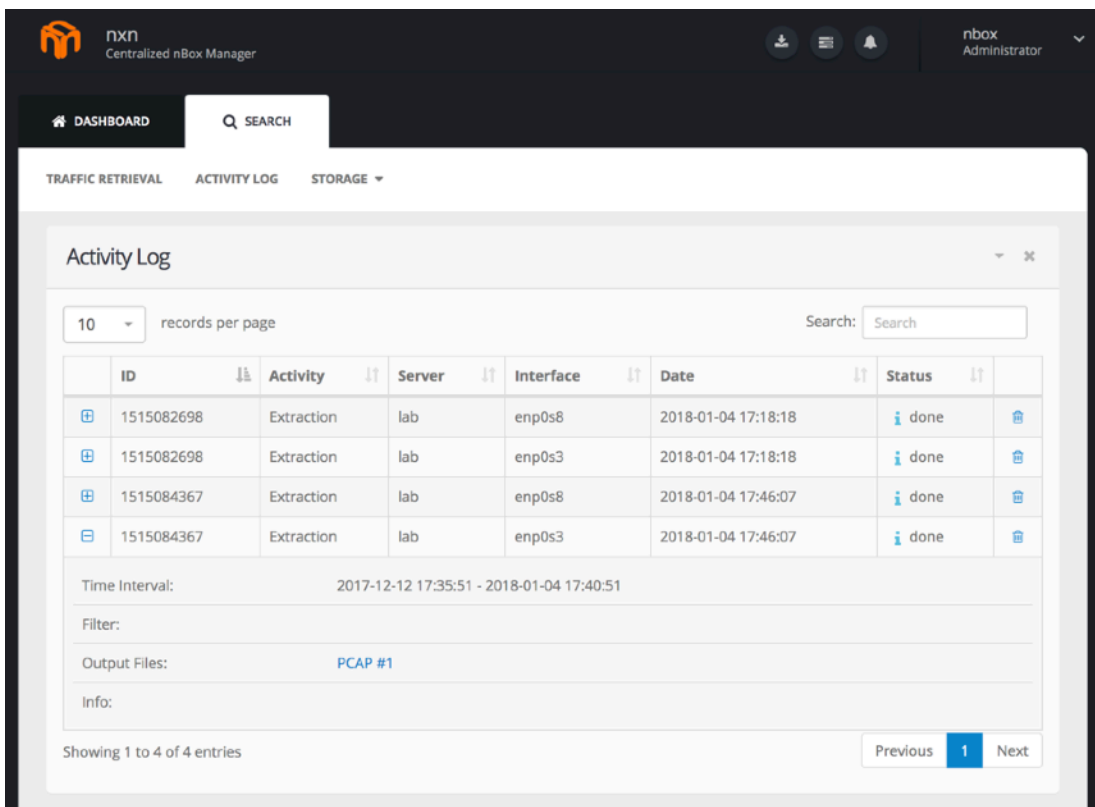 nxn
Centralized nBox Manager
nbox
Administrator
DASHBOARD SEARCH
TRAFFIC RETRIEVAL ACTIVITY LOG STORAGE
Activity Log
10 records per page Search: Search
ID Activity Server Interface Date Status
1515082698 Extraction lab enp0s8 2018-01-04 17:18:18 done
1515082698 Extraction lab enp0s3 2018-01-04 17:18:18 done
1515084367 Extraction lab enp0s8 2018-01-04 17:46:07 done
1515084367 Extraction lab enp0s3 2018-01-04 17:46:07 done
Time Interval: 2017-12-12 17:35:51 - 2018-01-04 17:40:51
Filter:
Output Files: PCAP #1
Info:
Showing 1 to 4 of 4 entries Previous 1 Next